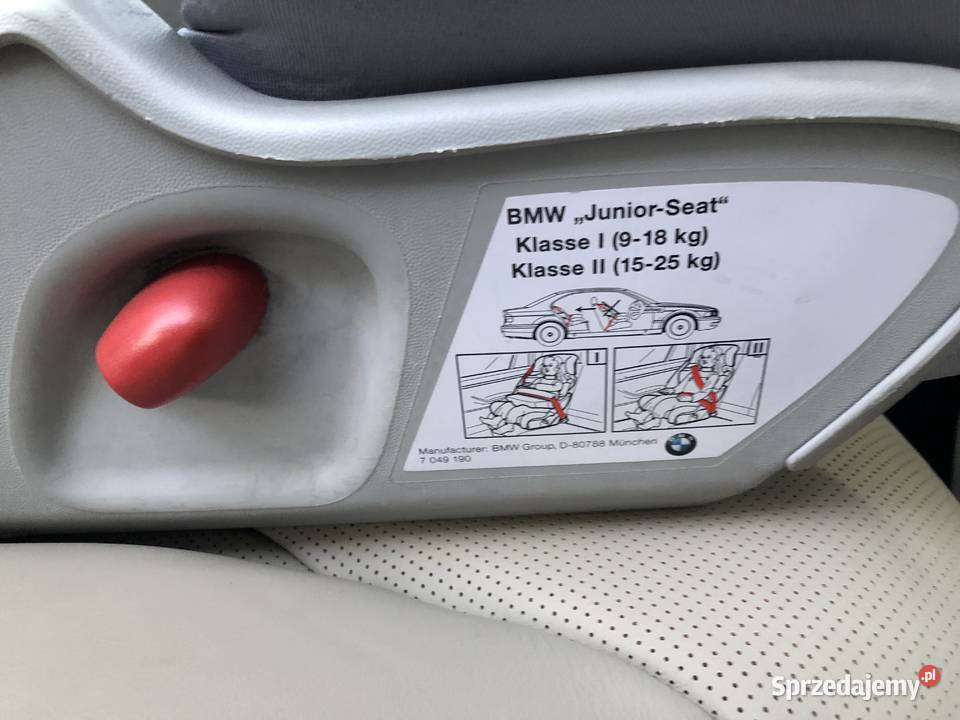 BMW „Junior-Seat“
Klasse I (9-18 kg)
Klasse II (15-25 kg)
I
II
Manufacturer: BMW Group, D-80788 München
7 049 190
Sprzedajemy.pl